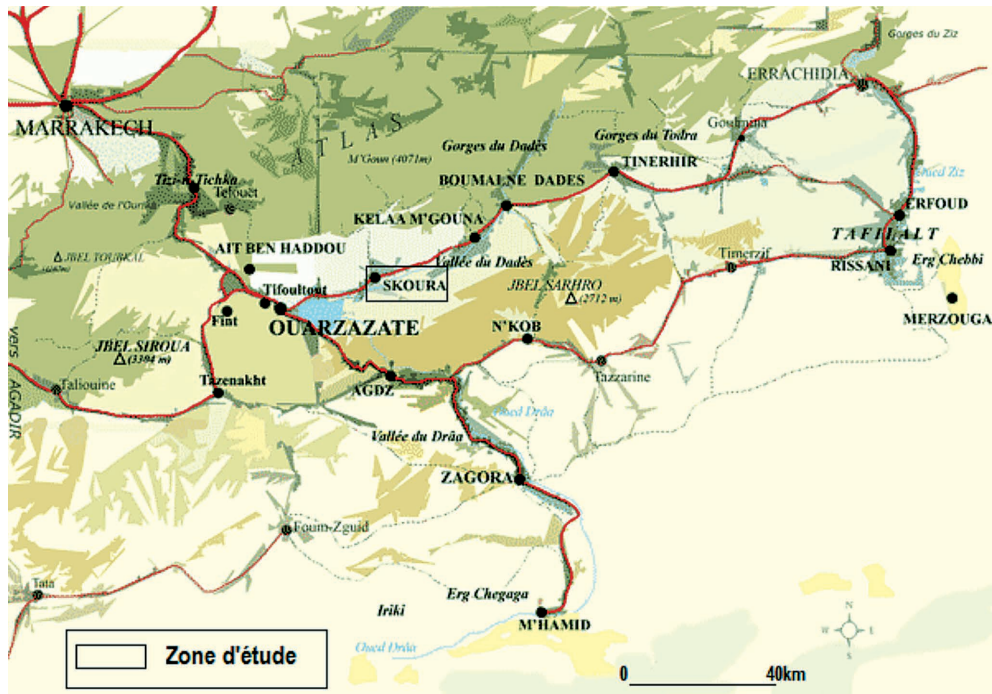 Gorges du Ziz
ERRACHIDIA
MARRAKECH
ATLAS
M'Goun (4071m)
Gorges du Dadès
Gorges du Todra
Goulmina
TINERHIR
Tizi-n-Tichka
Telouet
BOUMALNE DADES
Oued Ziz
Vallée de l'Ourika
KELAA M'GOUNA
ERFOUD
TAFILALT
AIT BEN HADDOU
JBEL TOUBKAL
Vallée du Dadès
Timerzif
RISSANI
Erg Chebbi
SKOURA
JBEL SARHRO
(2712 m)
Tifoultout
Fint
OUARZAZATE
MERZOUGA
N'KOB
vers AGADIR
JBEL SIROUA
(3304 m)
Taliouine
Tazenakht
AGDZ
Tazzarine
Oued Drâa
Vallée du Drâa
ZAGORA
Foum-Zguid
Tata
Iriki
Erg Chegaga
M'HAMID
Oued Drâa
N
W E
S
Zone d'étude
0 40km